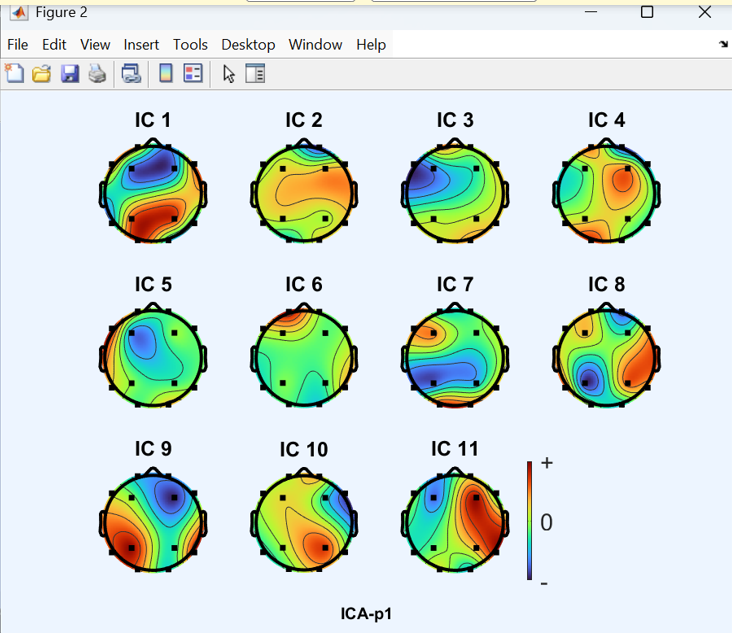 Figure 2
File Edit View Insert Tools Desktop Window Help
IC 1 IC 2 IC 3 IC 4
IC 5 IC 6 IC 7 IC 8
IC 9 IC 10 IC 11
+
0
-
ICA-p1